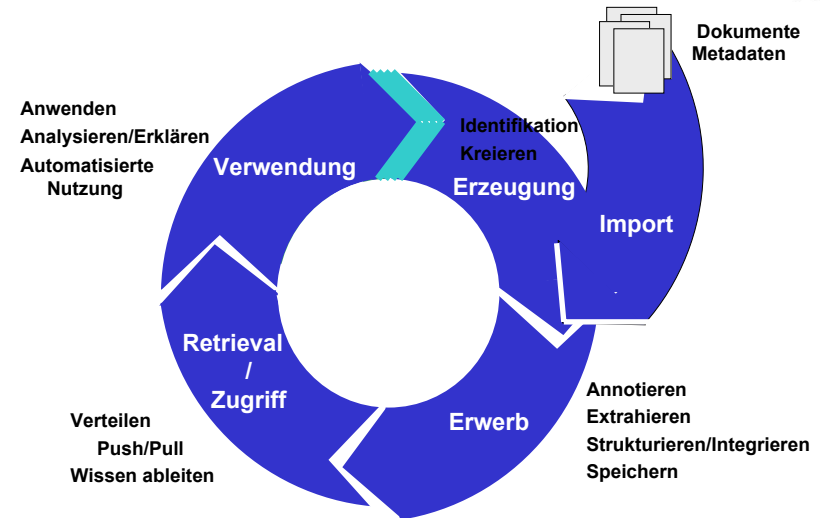 Dokumente
Metadaten
Anwenden
Analysieren/Erklären
Automatisierte
Nutzung
Verwendung
Identifikation
Kreieren
Erzeugung
Import
Retrieval
/
Zugriff
Verteilen
Push/Pull
Wissen ableiten
Erwerb
Annotieren
Extrahieren
Strukturieren/Integrieren
Speichern